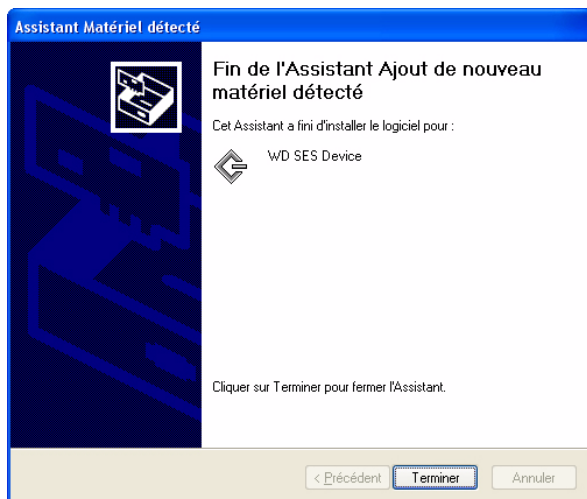 Assistant Matériel détecté
Fin de l'Assistant Ajout de nouveau
matériel détecté
Cet Assistant a fini d'installer le logiciel pour :
WD SES Device
Cliquer sur Terminer pour fermer l'Assistant.
< Précédent Terminer Annuler